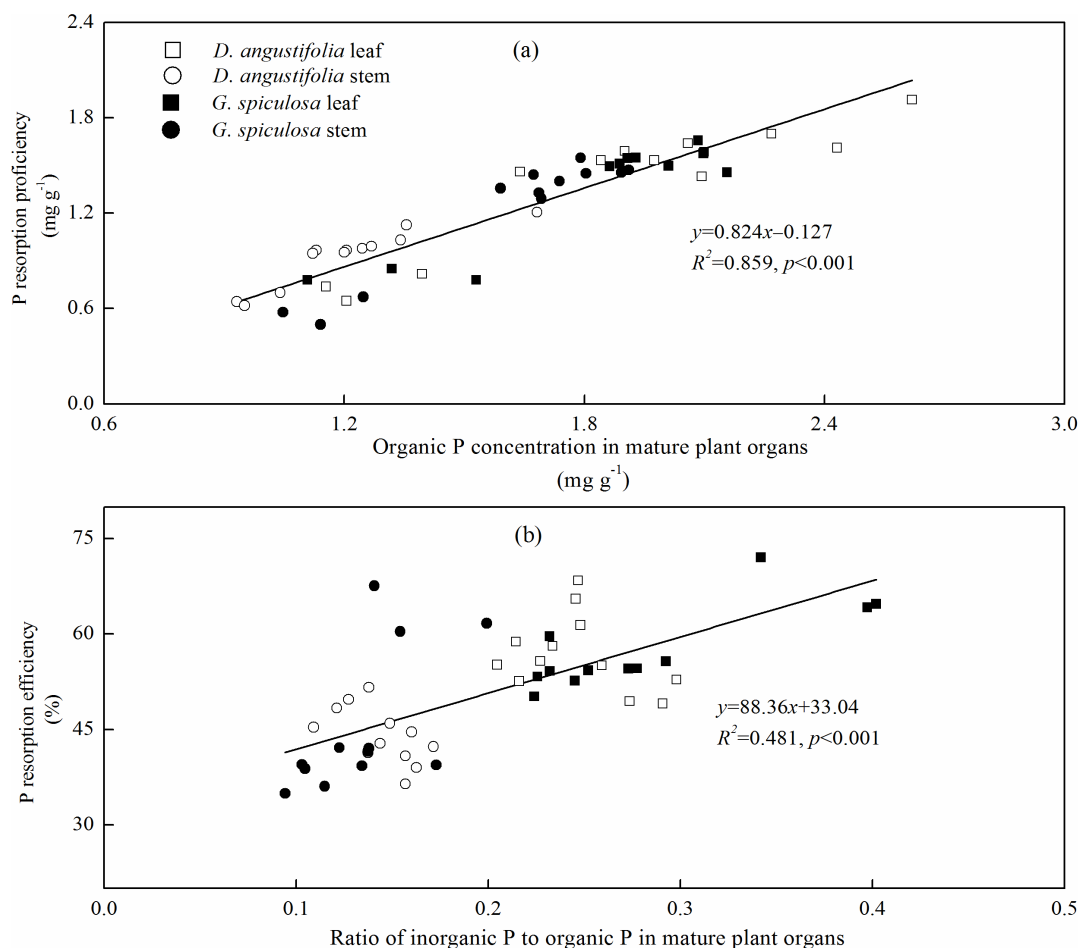 2.4
1.8
1.2
0.6
0.0
P resorption proficiency
(mg g⁻¹)
(a)
D. angustifolia leaf
D. angustifolia stem
G. spiculosa leaf
G. spiculosa stem
y=0.824x–0.127
R²=0.859, p<0.001
0.6 1.2 1.8 2.4 3.0
Organic P concentration in mature plant organs
(mg g⁻¹)
75
60
45
30
P resorption efficiency
(%)
(b)
y=88.36x+33.04
R²=0.481, p<0.001
0.0 0.1 0.2 0.3 0.4 0.5
Ratio of inorganic P to organic P in mature plant organs